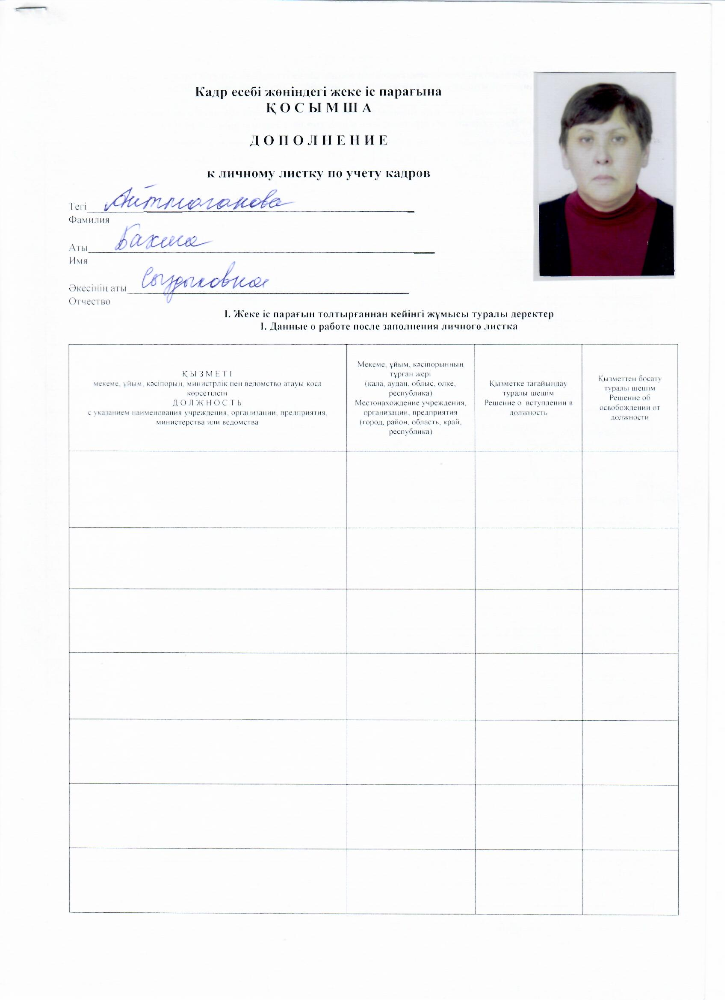 Кадр есебі жөніндегі жеке іс парағына
Қ О С Ы М Ш А
Д О П О Л Н Е Н И Е
к личному листку по учету кадров
Тегі Айтмаганова
Фамилия
Аты Бахта
Имя
Әкесінің аты Сыздыковна
Отчество
І. Жеке іс парағын толтырғаннан кейінгі жұмысы туралы деректер
І. Данные о работе после заполнения личного листка
Қ Ы З М Е Т І
мекеме, ұйым, кәсіпорын, министрлік пен ведомство атауы коса
көрсетілсін
Д О Л Ж Н О С Т Ь
с указанием наименования учреждения, организации, предприятия,
министерства или ведомства
Мекеме, ұйым, кәсіпорынның
тұрған жері
(кала, аудан, облыс, өлке,
республика)
Местонахождение учреждения,
организации, предприятия
(город, район, область, край,
республика)
Қызметке тағайындау
туралы шешім
Решение о вступлении в
должность
Қызметтен босату
туралы шешім
Решение об
освобождении от
должности